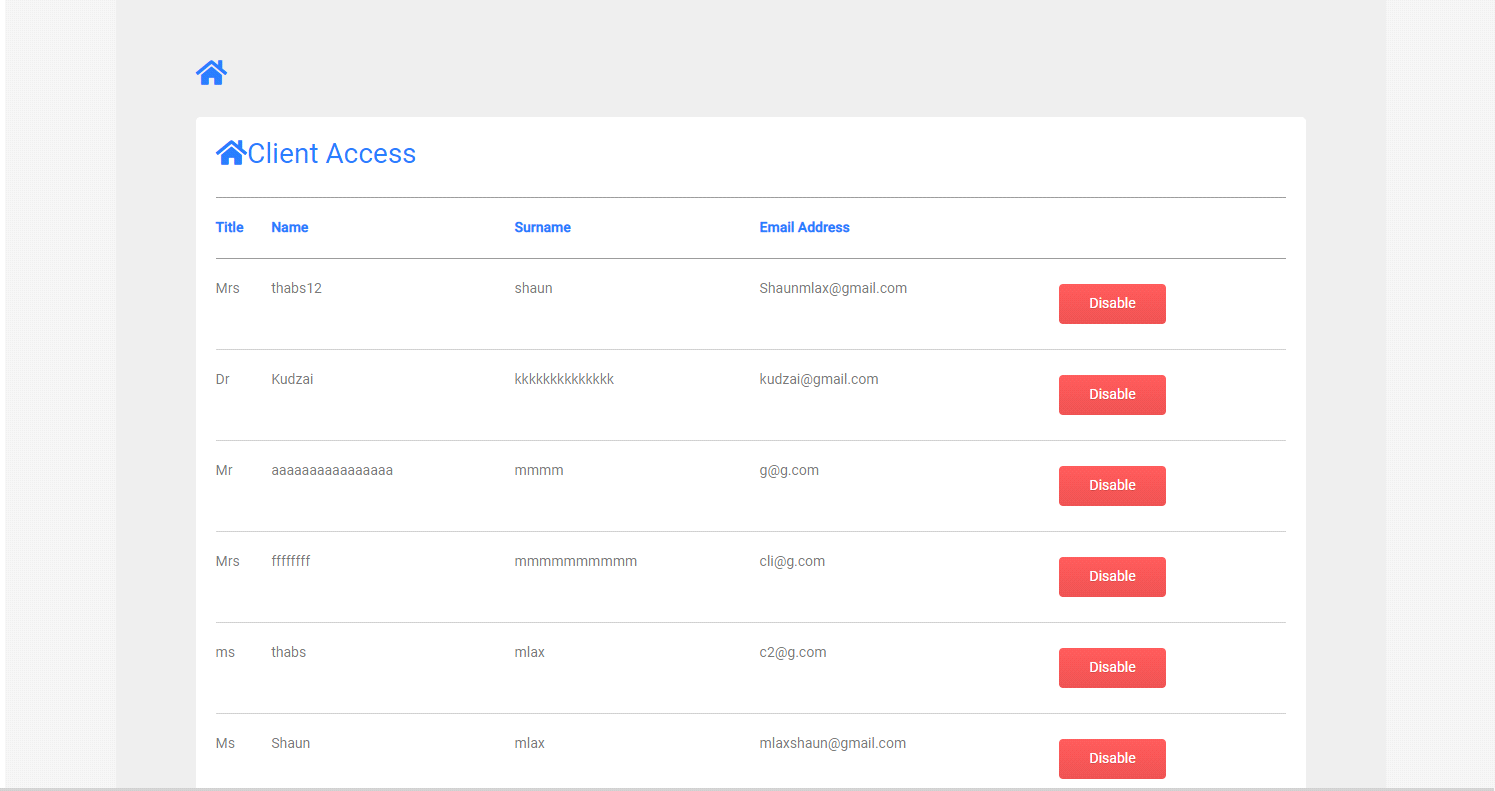 Client Access
Title Name Surname Email Address
Mrs thabs12 shaun Shaunmlax@gmail.com Disable
Dr Kudzai kkkkkkkkkkkkkk kudzai@gmail.com Disable
Mr aaaaaaaaaaaaaaaa mmmm g@g.com Disable
Mrs ffffffff mmmmmmmmmm cli@g.com Disable
ms thabs mlax c2@g.com Disable
Ms Shaun mlax mlaxshaun@gmail.com Disable